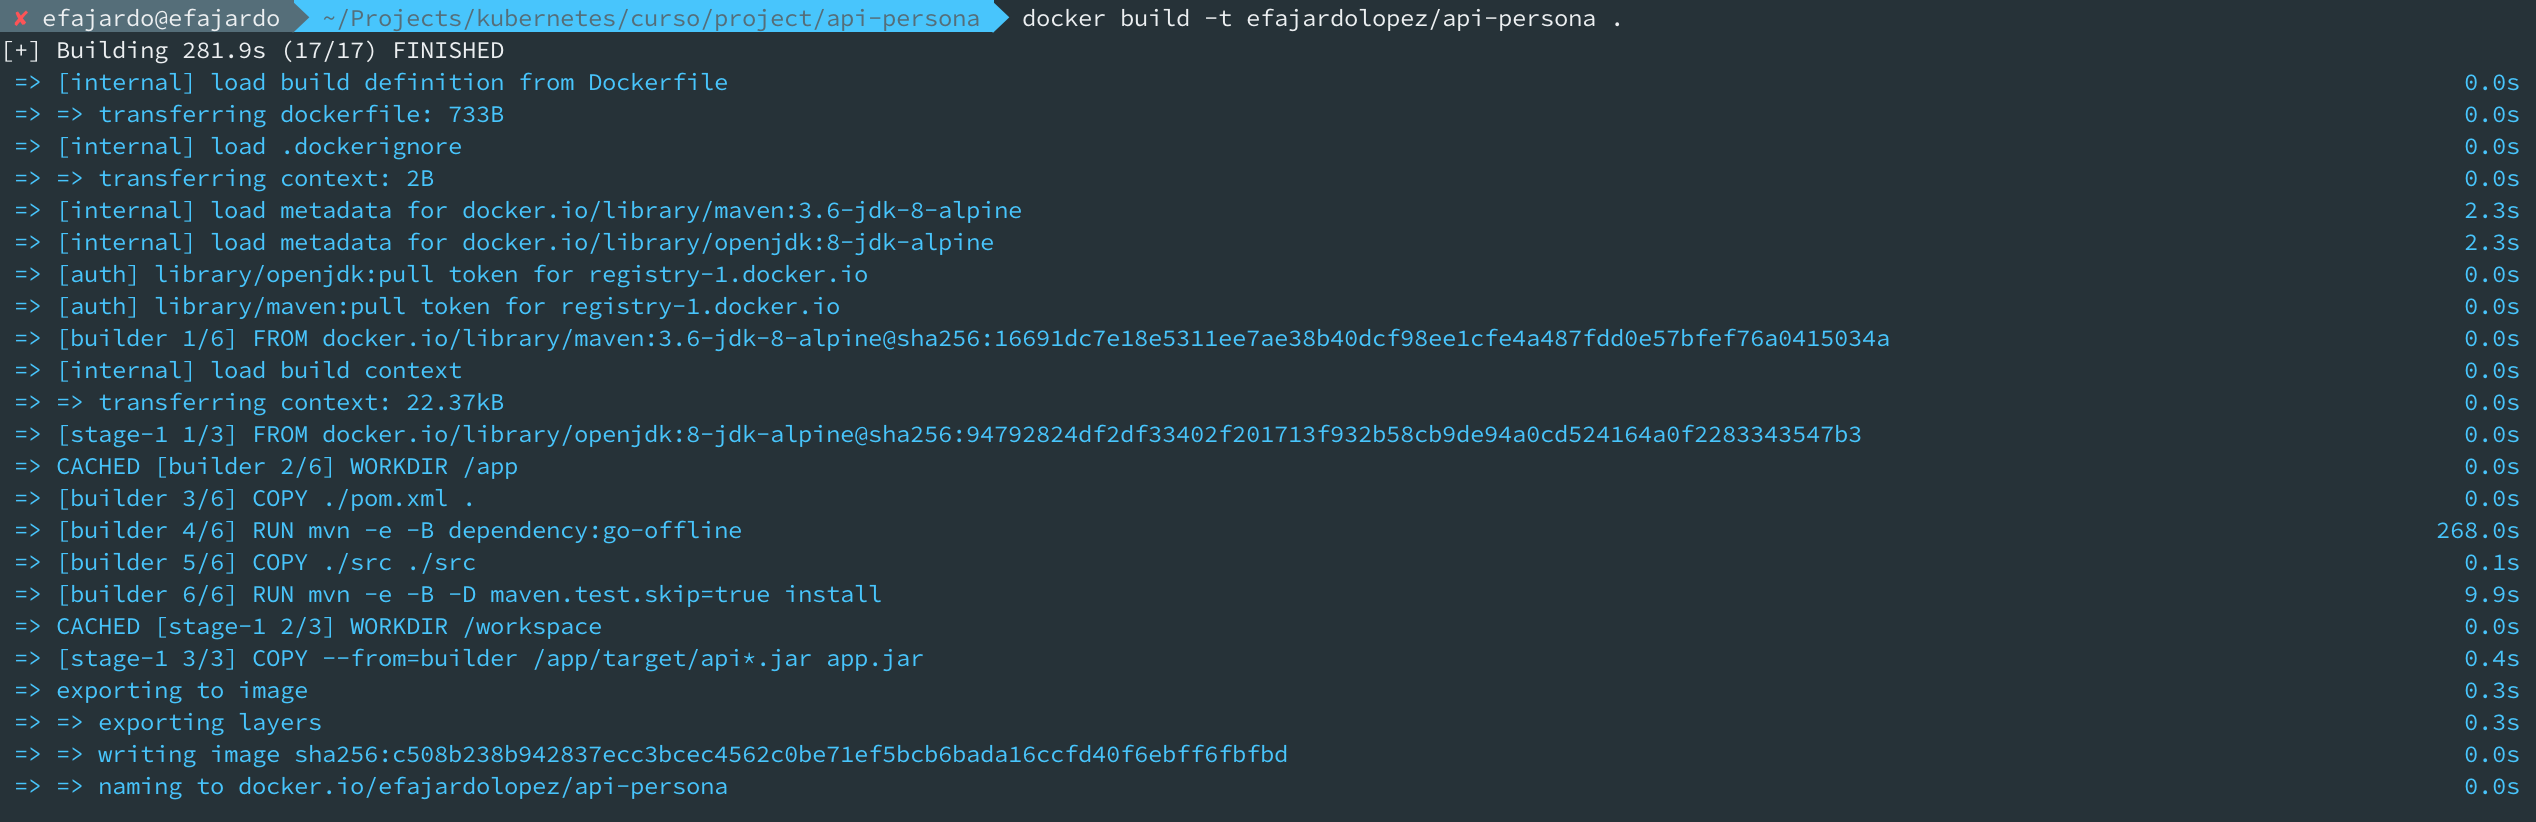 ✘ efajardo@efajardo ~/Projects/kubernetes/curso/project/api-persona docker build -t efajardolopez/api-persona .
[+] Building 281.9s (17/17) FINISHED
=> [internal] load build definition from Dockerfile 0.0s
=> => transferring dockerfile: 733B 0.0s
=> [internal] load .dockerignore 0.0s
=> => transferring context: 2B 0.0s
=> [internal] load metadata for docker.io/library/maven:3.6-jdk-8-alpine 2.3s
=> [internal] load metadata for docker.io/library/openjdk:8-jdk-alpine 2.3s
=> [auth] library/openjdk:pull token for registry-1.docker.io 0.0s
=> [auth] library/maven:pull token for registry-1.docker.io 0.0s
=> [builder 1/6] FROM docker.io/library/maven:3.6-jdk-8-alpine@sha256:16691dc7e18e5311ee7ae38b40dcf98ee1cfe4a487fdd0e57bfef76a0415034a 0.0s
=> [internal] load build context 0.0s
=> => transferring context: 22.37kB 0.0s
=> [stage-1 1/3] FROM docker.io/library/openjdk:8-jdk-alpine@sha256:94792824df2df33402f201713f932b58cb9de94a0cd524164a0f2283343547b3 0.0s
=> CACHED [builder 2/6] WORKDIR /app 0.0s
=> [builder 3/6] COPY ./pom.xml . 0.0s
=> [builder 4/6] RUN mvn -e -B dependency:go-offline 268.0s
=> [builder 5/6] COPY ./src ./src 0.1s
=> [builder 6/6] RUN mvn -e -B -D maven.test.skip=true install 9.9s
=> CACHED [stage-1 2/3] WORKDIR /workspace 0.0s
=> [stage-1 3/3] COPY --from=builder /app/target/api*.jar app.jar 0.4s
=> exporting to image 0.3s
=> => exporting layers 0.3s
=> => writing image sha256:c508b238b942837ecc3bcec4562c0be71ef5bcb6bada16ccfd40f6ebff6fbfbd 0.0s
=> => naming to docker.io/efajardolopez/api-persona 0.0s